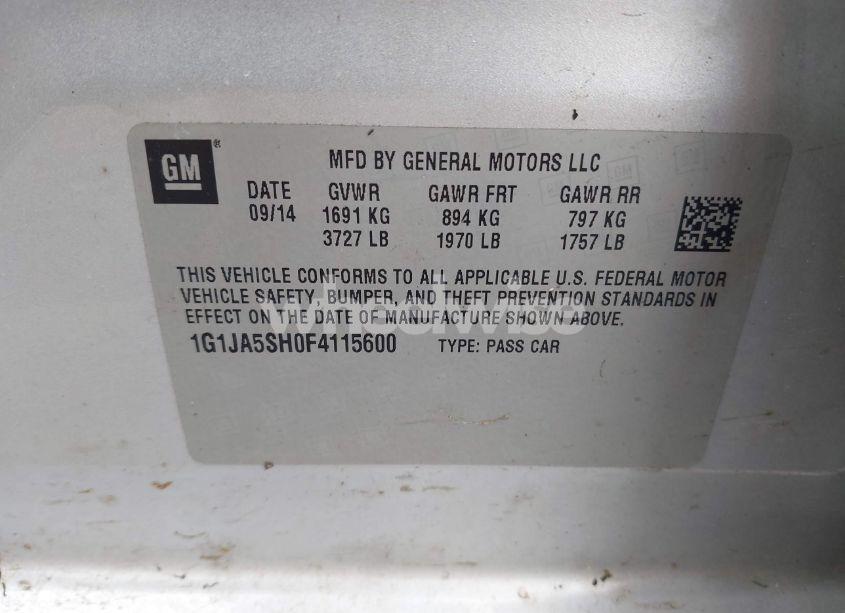 GM®
MFD BY GENERAL MOTORS LLC
DATE GVWR GAWR FRT GAWR RR
09/14 1691 KG 894 KG 797 KG
3727 LB 1970 LB 1757 LB
THIS VEHICLE CONFORMS TO ALL APPLICABLE U.S. FEDERAL MOTOR
VEHICLE SAFETY, BUMPER, AND THEFT PREVENTION STANDARDS IN
EFFECT ON THE DATE OF MANUFACTURE SHOWN ABOVE.
wheelwise
1G1JA5SH0F4115600 TYPE: PASS CAR